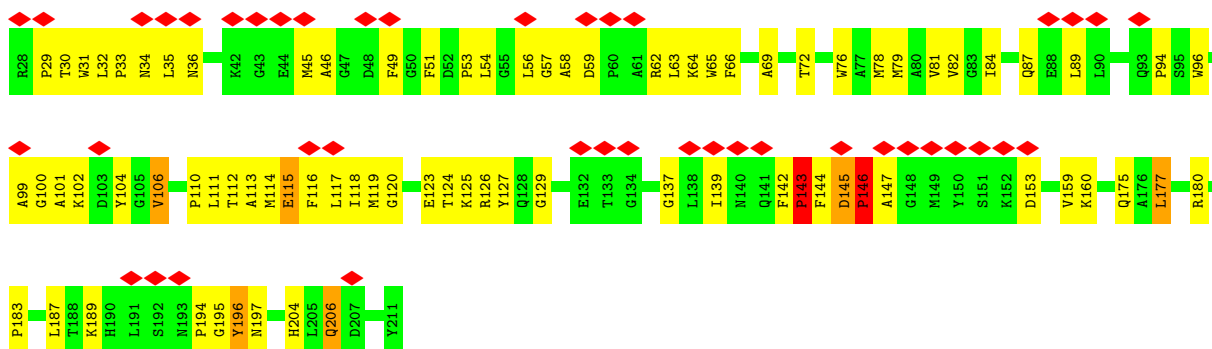 R28 P29 T30 W31 L32 P33 N34 L35 N36 K42 G43 E44 M45 A46 G47 D48 F49 G50 F51 D52 P53 L54 G55 L56 G57 A58 D59 P60 A61 R62 L63 K64 W65 F66 A69 T72 W76 A77 M78 M79 A80 V81 V82 G83 I84 Q87 E88 L89 L90 Q93 P94 S95 W96
A99 G100 A101 K102 D103 Y104 G105 V106 P110 L111 T112 A113 M114 E115 F116 L117 I118 M119 G120 E123 T124 K125 R126 Y127 Q128 G129 E132 T133 G134 G137 L138 I139 N140 Q141 F142 P143 F144 D145 P146 A147 G148 M149 Y150 S151 K152 D153 V159 K160 Q175 A176 L177 R180
P183 L187 T188 K189 H190 L191 S192 N193 P194 G195 Y196 N197 H204 L205 Q206 D207 Y211